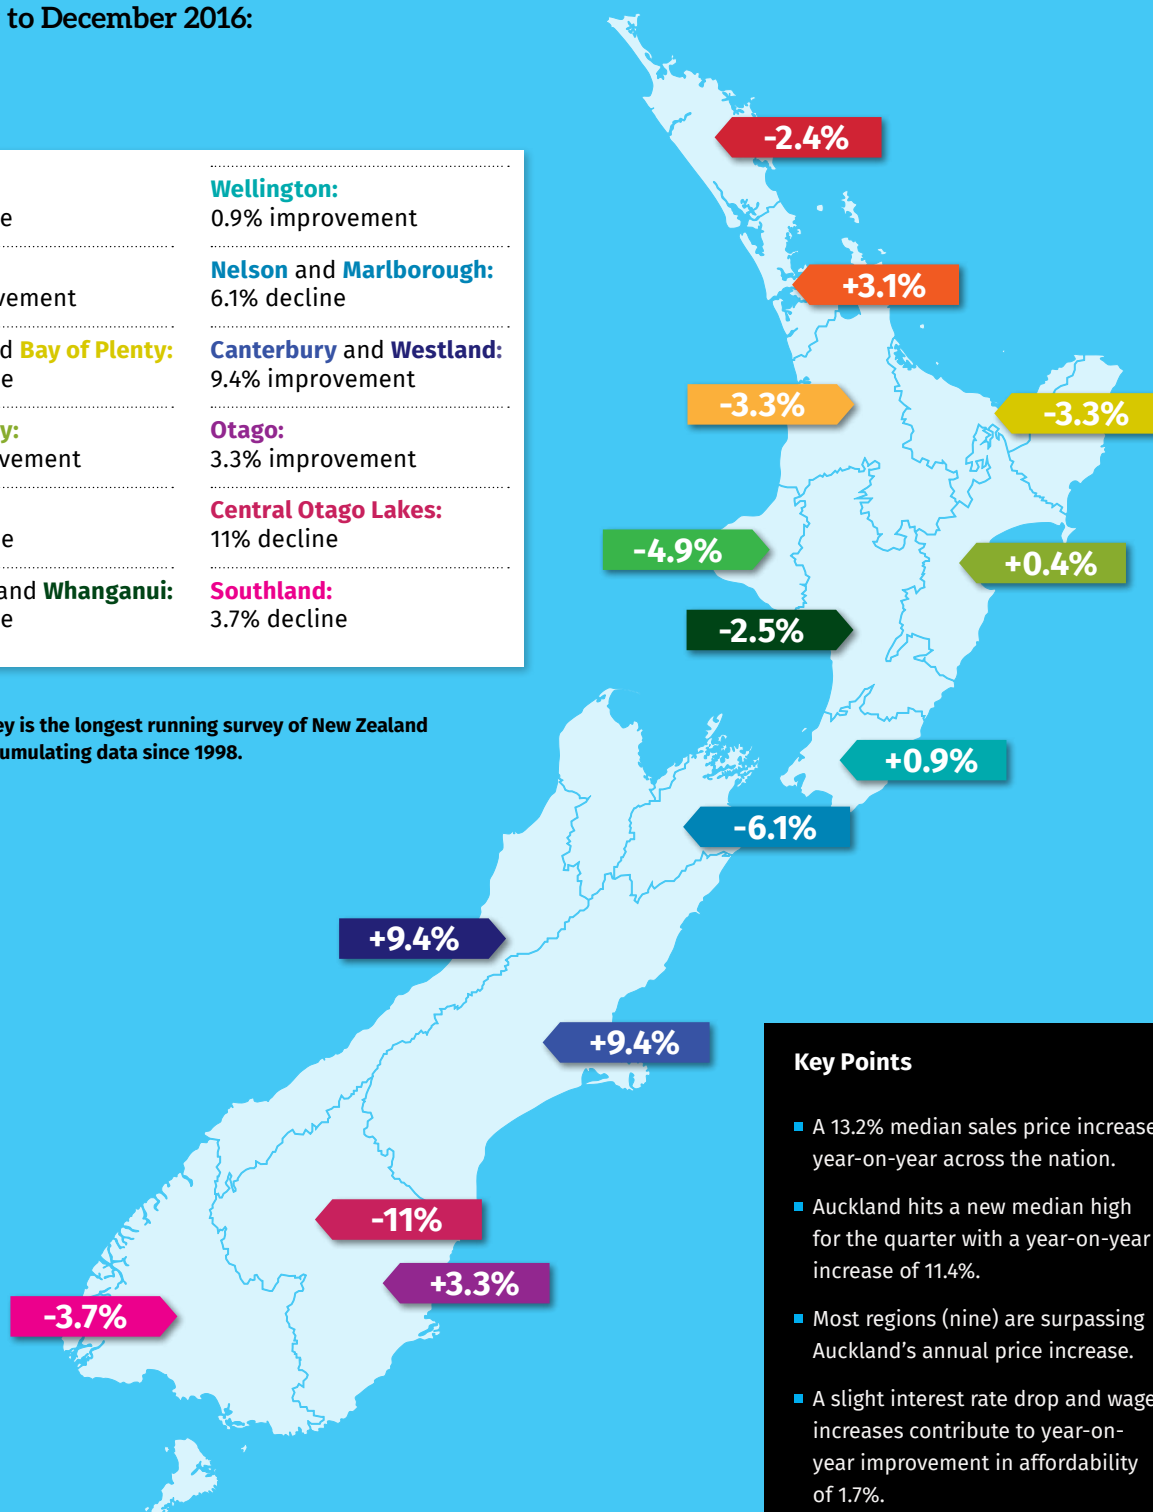 to December 2016:
Wellington:
0.9% improvement
Nelson and Marlborough:
6.1% decline
Bay of Plenty:
Canterbury and Westland:
9.4% improvement
Otago:
3.3% improvement
Central Otago Lakes:
11% decline
and Whanganui:
Southland:
3.7% decline
is the longest running survey of New Zealand
data since 1998.
-2.4%
+3.1%
-3.3%
-3.3%
-4.9%
+0.4%
-2.5%
+0.9%
-6.1%
+9.4%
+9.4%
-11%
+3.3%
-3.7%
Key Points
A 13.2% median sales price increase
year-on-year across the nation.
Auckland hits a new median high
for the quarter with a year-on-year
increase of 11.4%.
Most regions (nine) are surpassing
Auckland's annual price increase.
A slight interest rate drop and wage
increases contribute to year-on-
year improvement in affordability
of 1.7%.